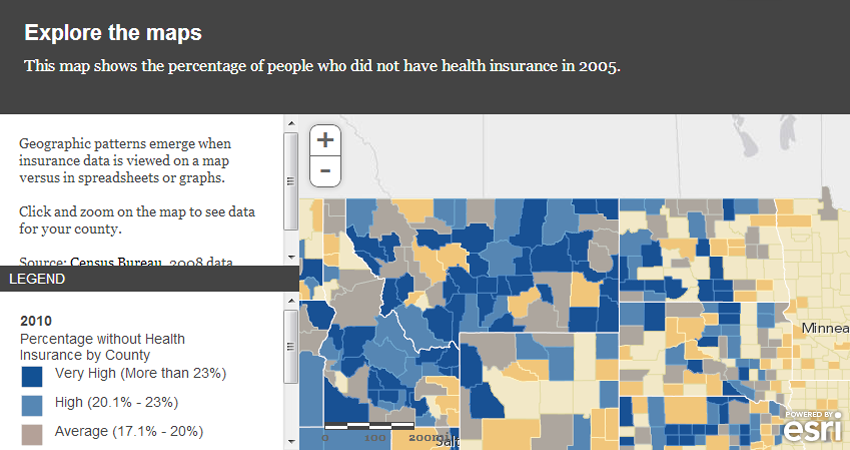 Explore the maps
This map shows the percentage of people who did not have health insurance in 2005.
Geographic patterns emerge when
insurance data is viewed on a map
versus in spreadsheets or graphs.
Click and zoom on the map to see data
for your county.
Source: Census Bureau, 2008 data
LEGEND
2010
Percentage without Health
Insurance by County
Very High (More than 23%)
High (20.1% - 23%)
Average (17.1% - 20%)
+
-
Minnea
0 100 200mi
Salt
POWERED BY
esri